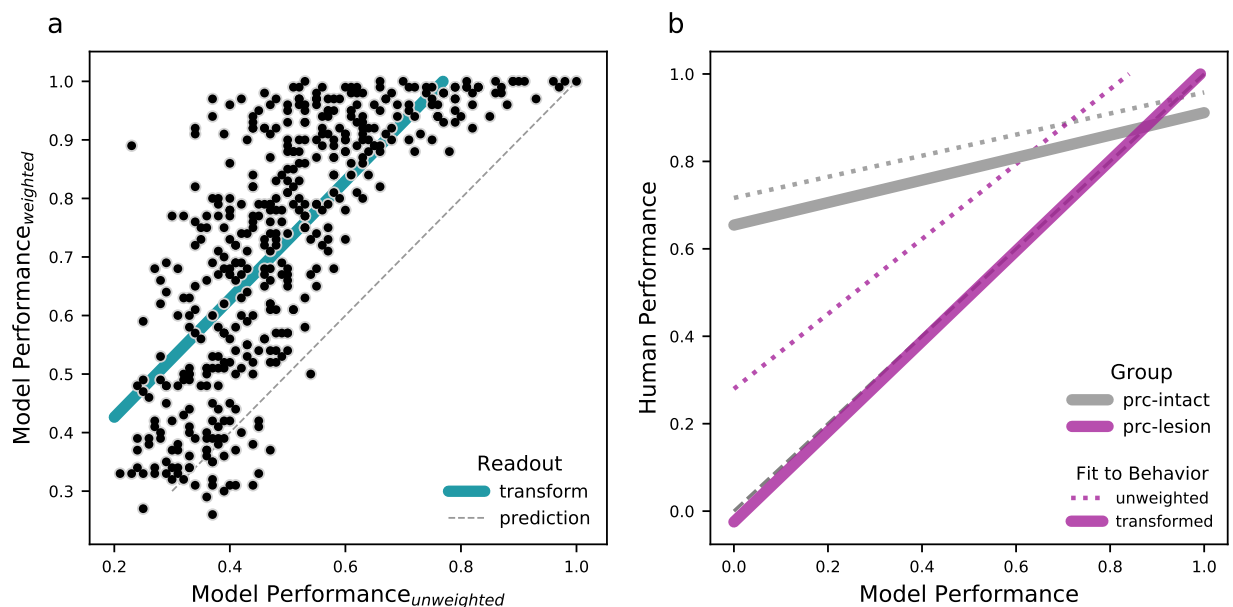 a
1.0
0.9
0.8
0.7
0.6
0.5
0.4
0.3
Model Performance_weighted
0.2
0.4
0.6
0.8
1.0
Model Performance_unweighted
Readout
transform
prediction
b
1.0
0.8
0.6
0.4
0.2
0.0
Human Performance
0.0
0.2
0.4
0.6
0.8
1.0
Model Performance
Group
prc-intact
prc-lesion
Fit to Behavior
unweighted
transformed